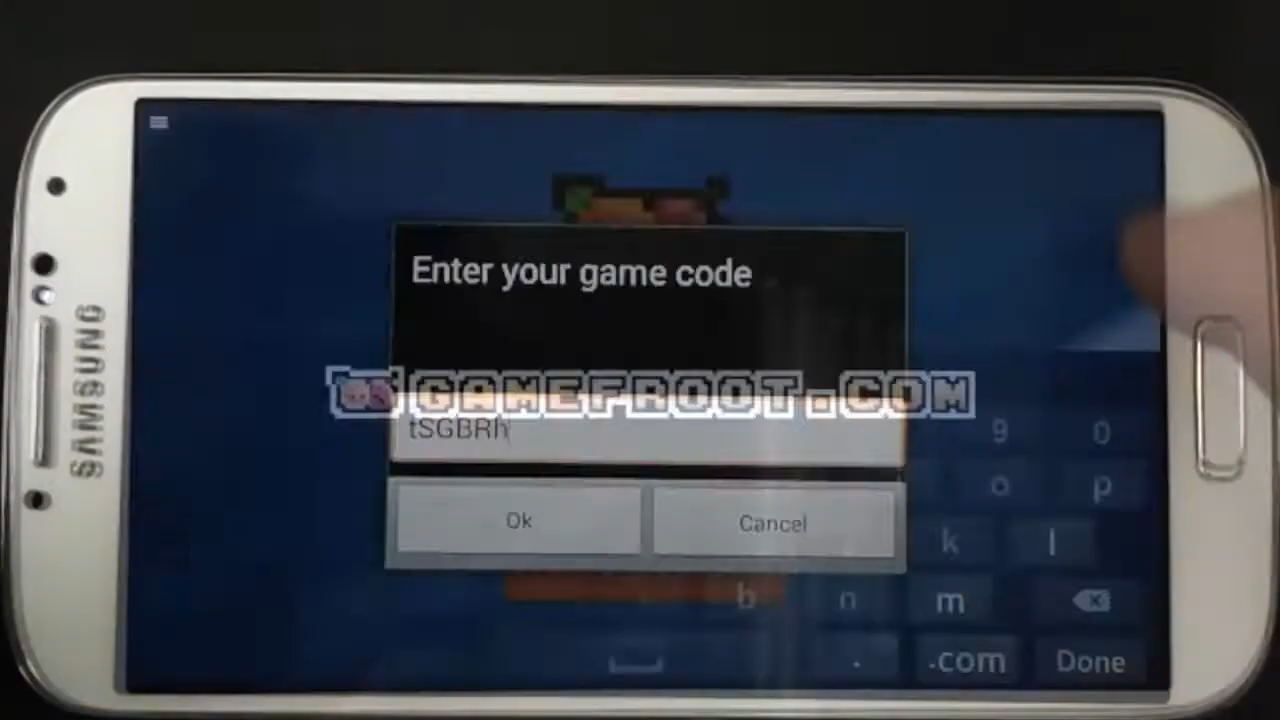 SAMSUNG
Enter your game code
GAMEFROOT.COM
tSGBRh
Ok
Cancel
9 0
o p
k l
b n m
. .com Done